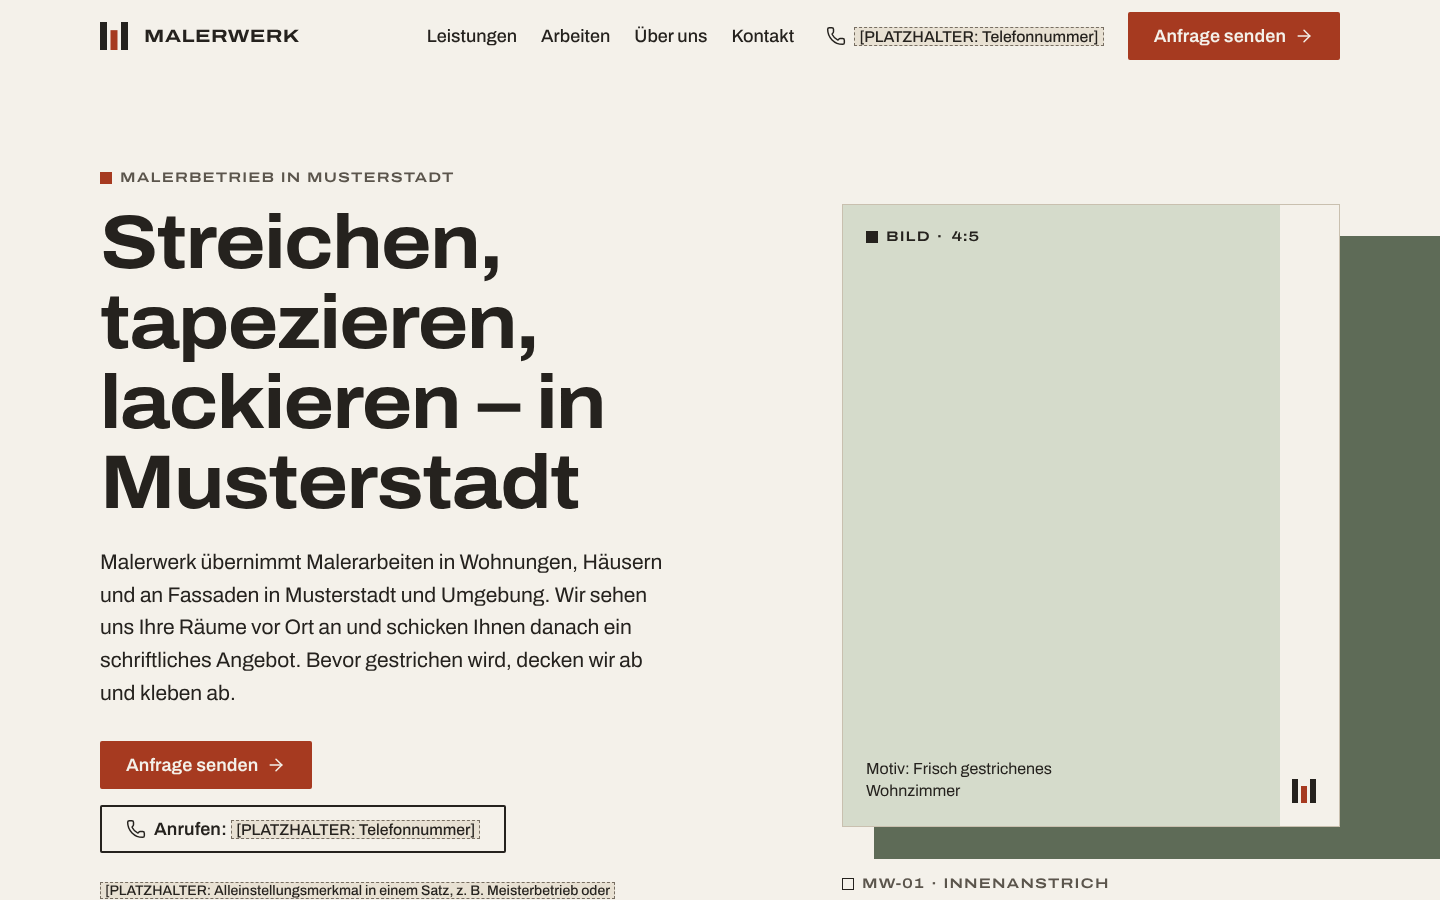 MALERWERK
Leistungen
Arbeiten
Über uns
Kontakt
[PLATZHALTER: Telefonnummer]
Anfrage senden
MALERBETRIEB IN MUSTERSTADT
Streichen,
tapezieren,
lackieren – in
Musterstadt
Malerwerk übernimmt Malerarbeiten in Wohnungen, Häusern
und an Fassaden in Musterstadt und Umgebung. Wir sehen
uns Ihre Räume vor Ort an und schicken Ihnen danach ein
schriftliches Angebot. Bevor gestrichen wird, decken wir ab
und kleben ab.
Anfrage senden
Anrufen: [PLATZHALTER: Telefonnummer]
[PLATZHALTER: Alleinstellungsmerkmal in einem Satz, z. B. Meisterbetrieb oder
BILD · 4:5
Motiv: Frisch gestrichenes
Wohnzimmer
MW-01 · INNENANSTRICH